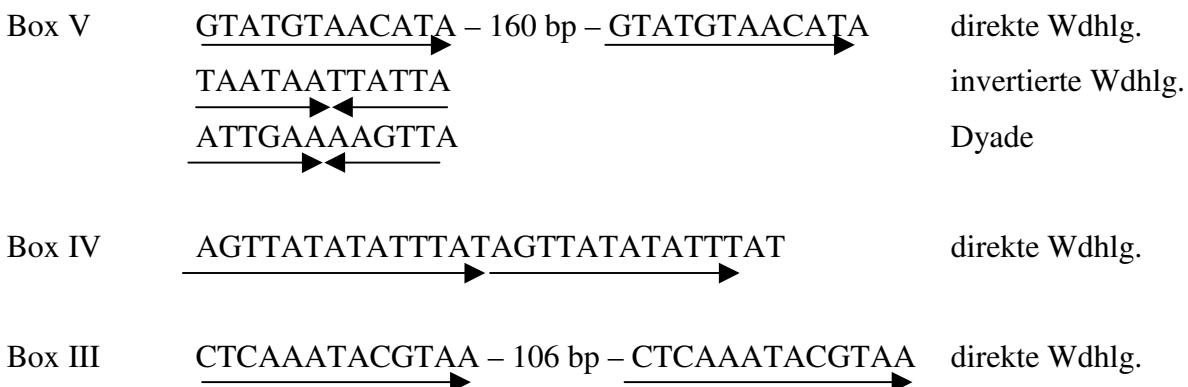 Box V GTATGTAACATA – 160 bp – GTATGTAACATA direkte Wdhlg.
TAATAATTATTA invertierte Wdhlg.
ATTGAAAAGTTA Dyade
Box IV AGTTATATATTTATAGTTATATATTTAT direkte Wdhlg.
Box III CTCAAATACGTAA – 106 bp – CTCAAATACGTAA direkte Wdhlg.